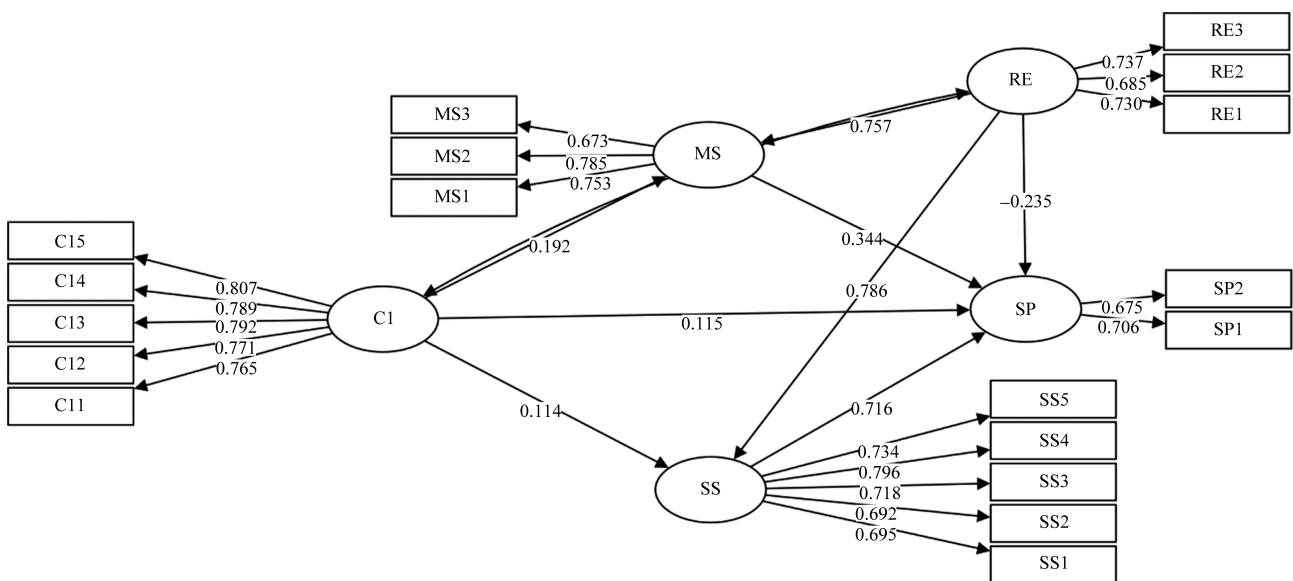 RE3
RE
0.737
RE2
0.685
RE1
0.730
MS3
0.673
MS2
MS
0.785
MS1
0.753
0.757
0.192
–0.235
0.344
C15
0.807
C14
0.789
C13
0.792
C12
0.771
C11
0.765
C1
0.115
0.786
SP
SP2
0.675
SP1
0.706
0.114
0.716
SS5
0.734
SS4
0.796
SS
SS3
0.718
SS2
0.692
SS1
0.695